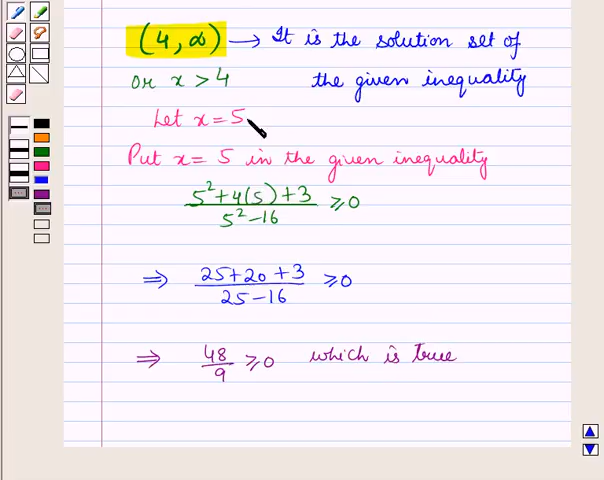 (4, ∞) → It is the solution set of
or x > 4 the given inequality
Let x = 5
Put x = 5 in the given inequality
5² + 4(5) + 3 / 5² - 16 ≥ 0
⇒ 25 + 20 + 3 / 25 - 16 ≥ 0
⇒ 48 / 9 ≥ 0 which is true